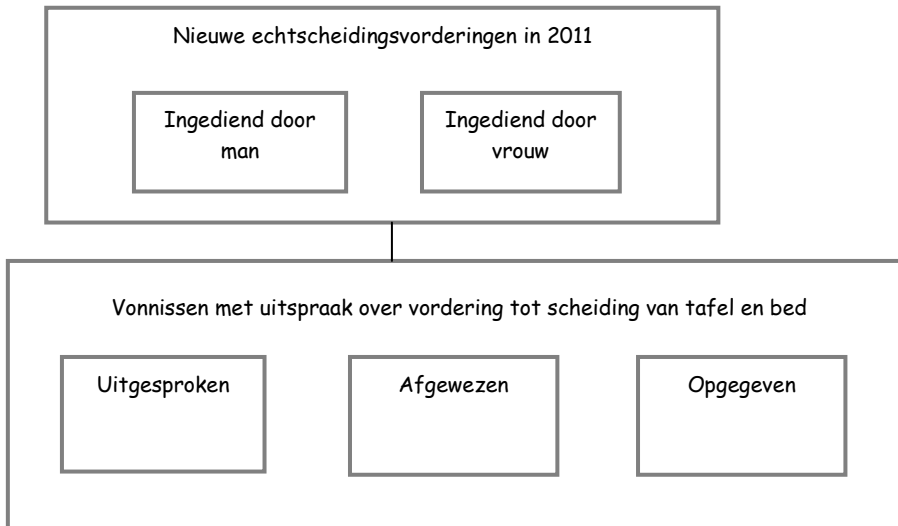 Nieuwe echtscheidingsvorderingen in 2011
Ingediend door
man
Ingediend door
vrouw
Vonnissen met uitspraak over vordering tot scheiding van tafel en bed
Uitgesproken
Afgewezen
Opgegeven